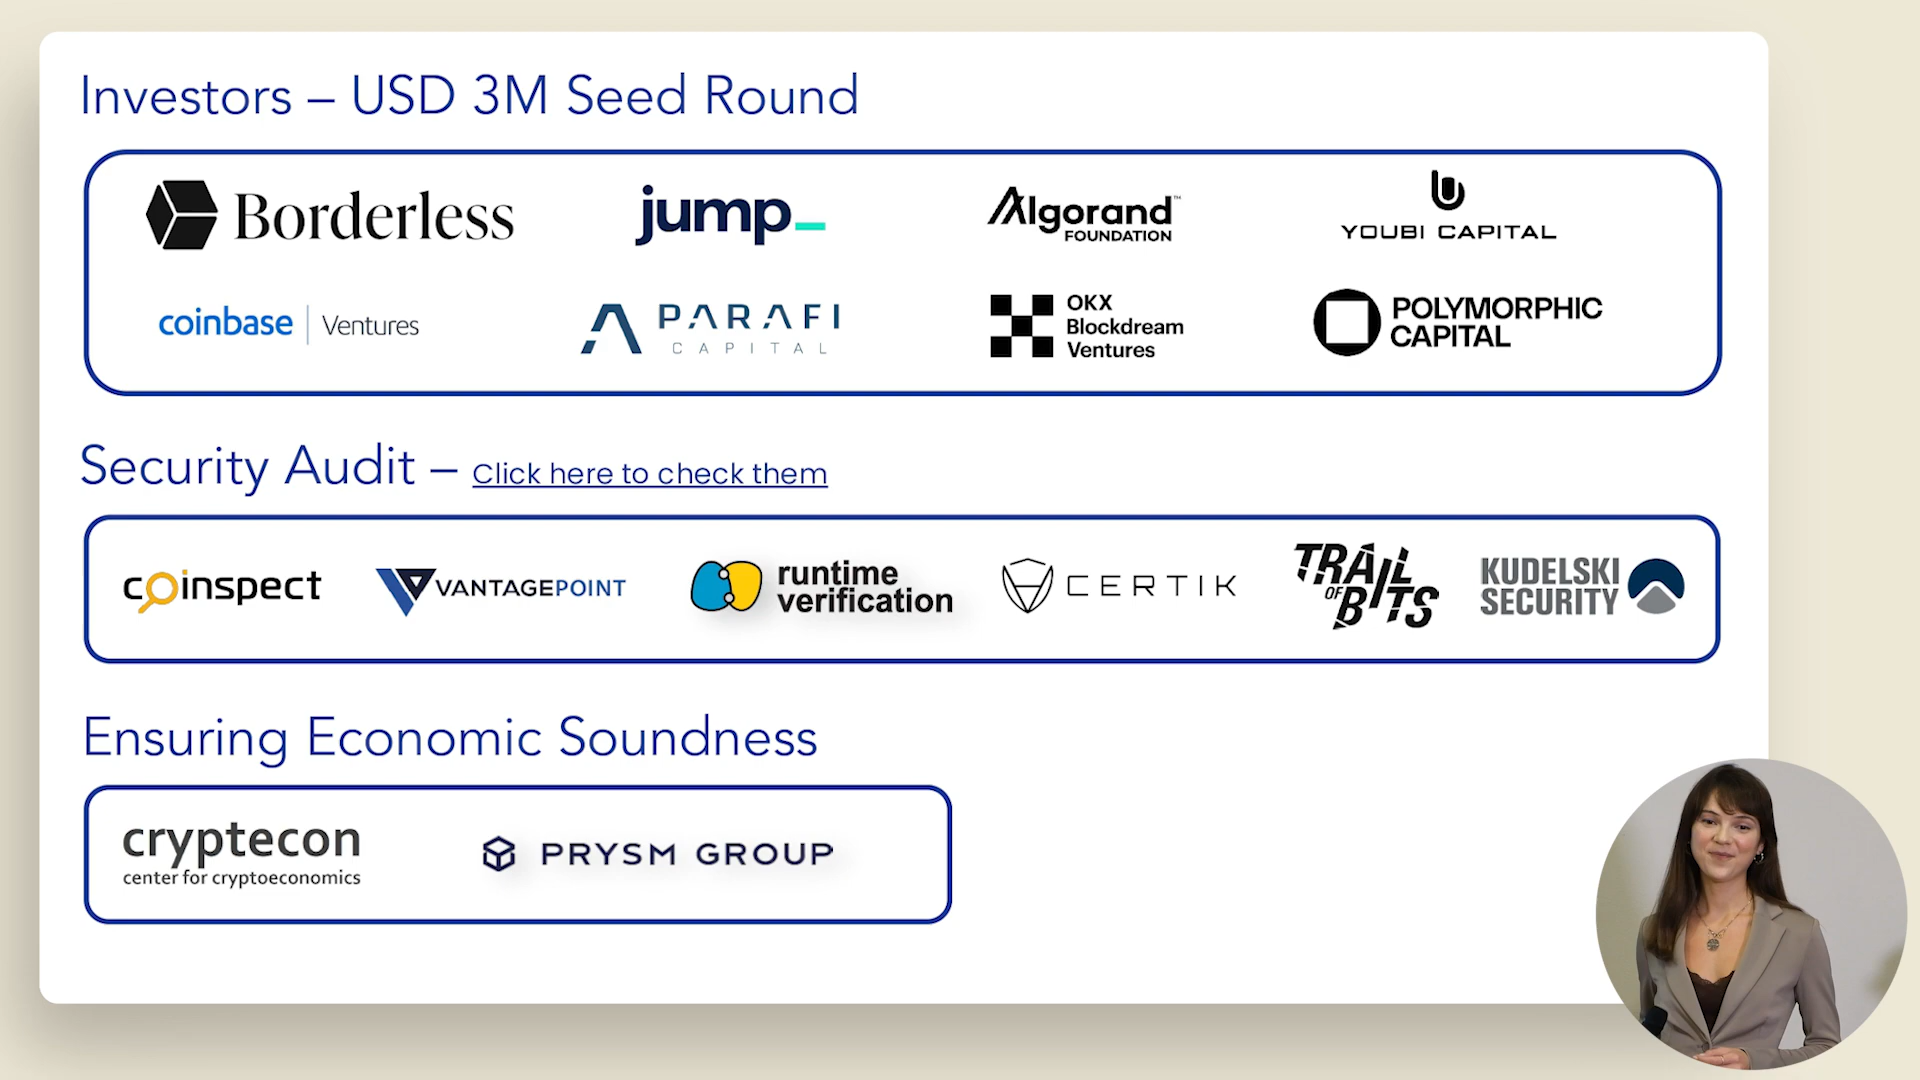 Investors – USD 3M Seed Round
Borderless
jump_
Algorand™
FOUNDATION
YOUBI CAPITAL
coinbase | Ventures
PARAFI
CAPITAL
OKX
Blockdream
Ventures
POLYMORPHIC
CAPITAL
Security Audit – Click here to check them
coinspect
VANTAGEPOINT
runtime
verification
CERTIK
TRAIL
OF
BITS
KUDELSKI
SECURITY
Ensuring Economic Soundness
cryptecon
center for cryptoeconomics
PRYSM GROUP